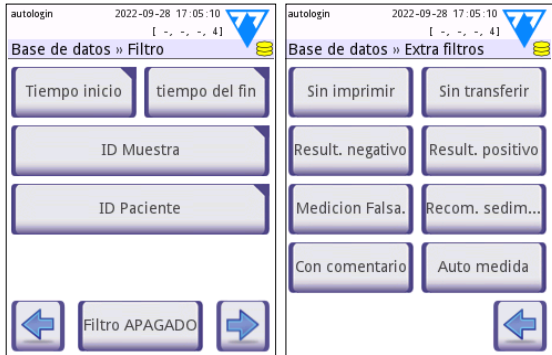 autologin 2022-09-28 17:05:10
[ -, -, -, 4]
Base de datos » Filtro
Tiempo inicio tiempo del fin
ID Muestra
ID Paciente
Filtro APAGADO
autologin 2022-09-28 17:05:10
[ -, -, -, 4]
Base de datos » Extra filtros
Sin imprimir Sin transferir
Result. negativo Result. positivo
Medicion Falsa. Recom. sedim...
Con comentario Auto medida